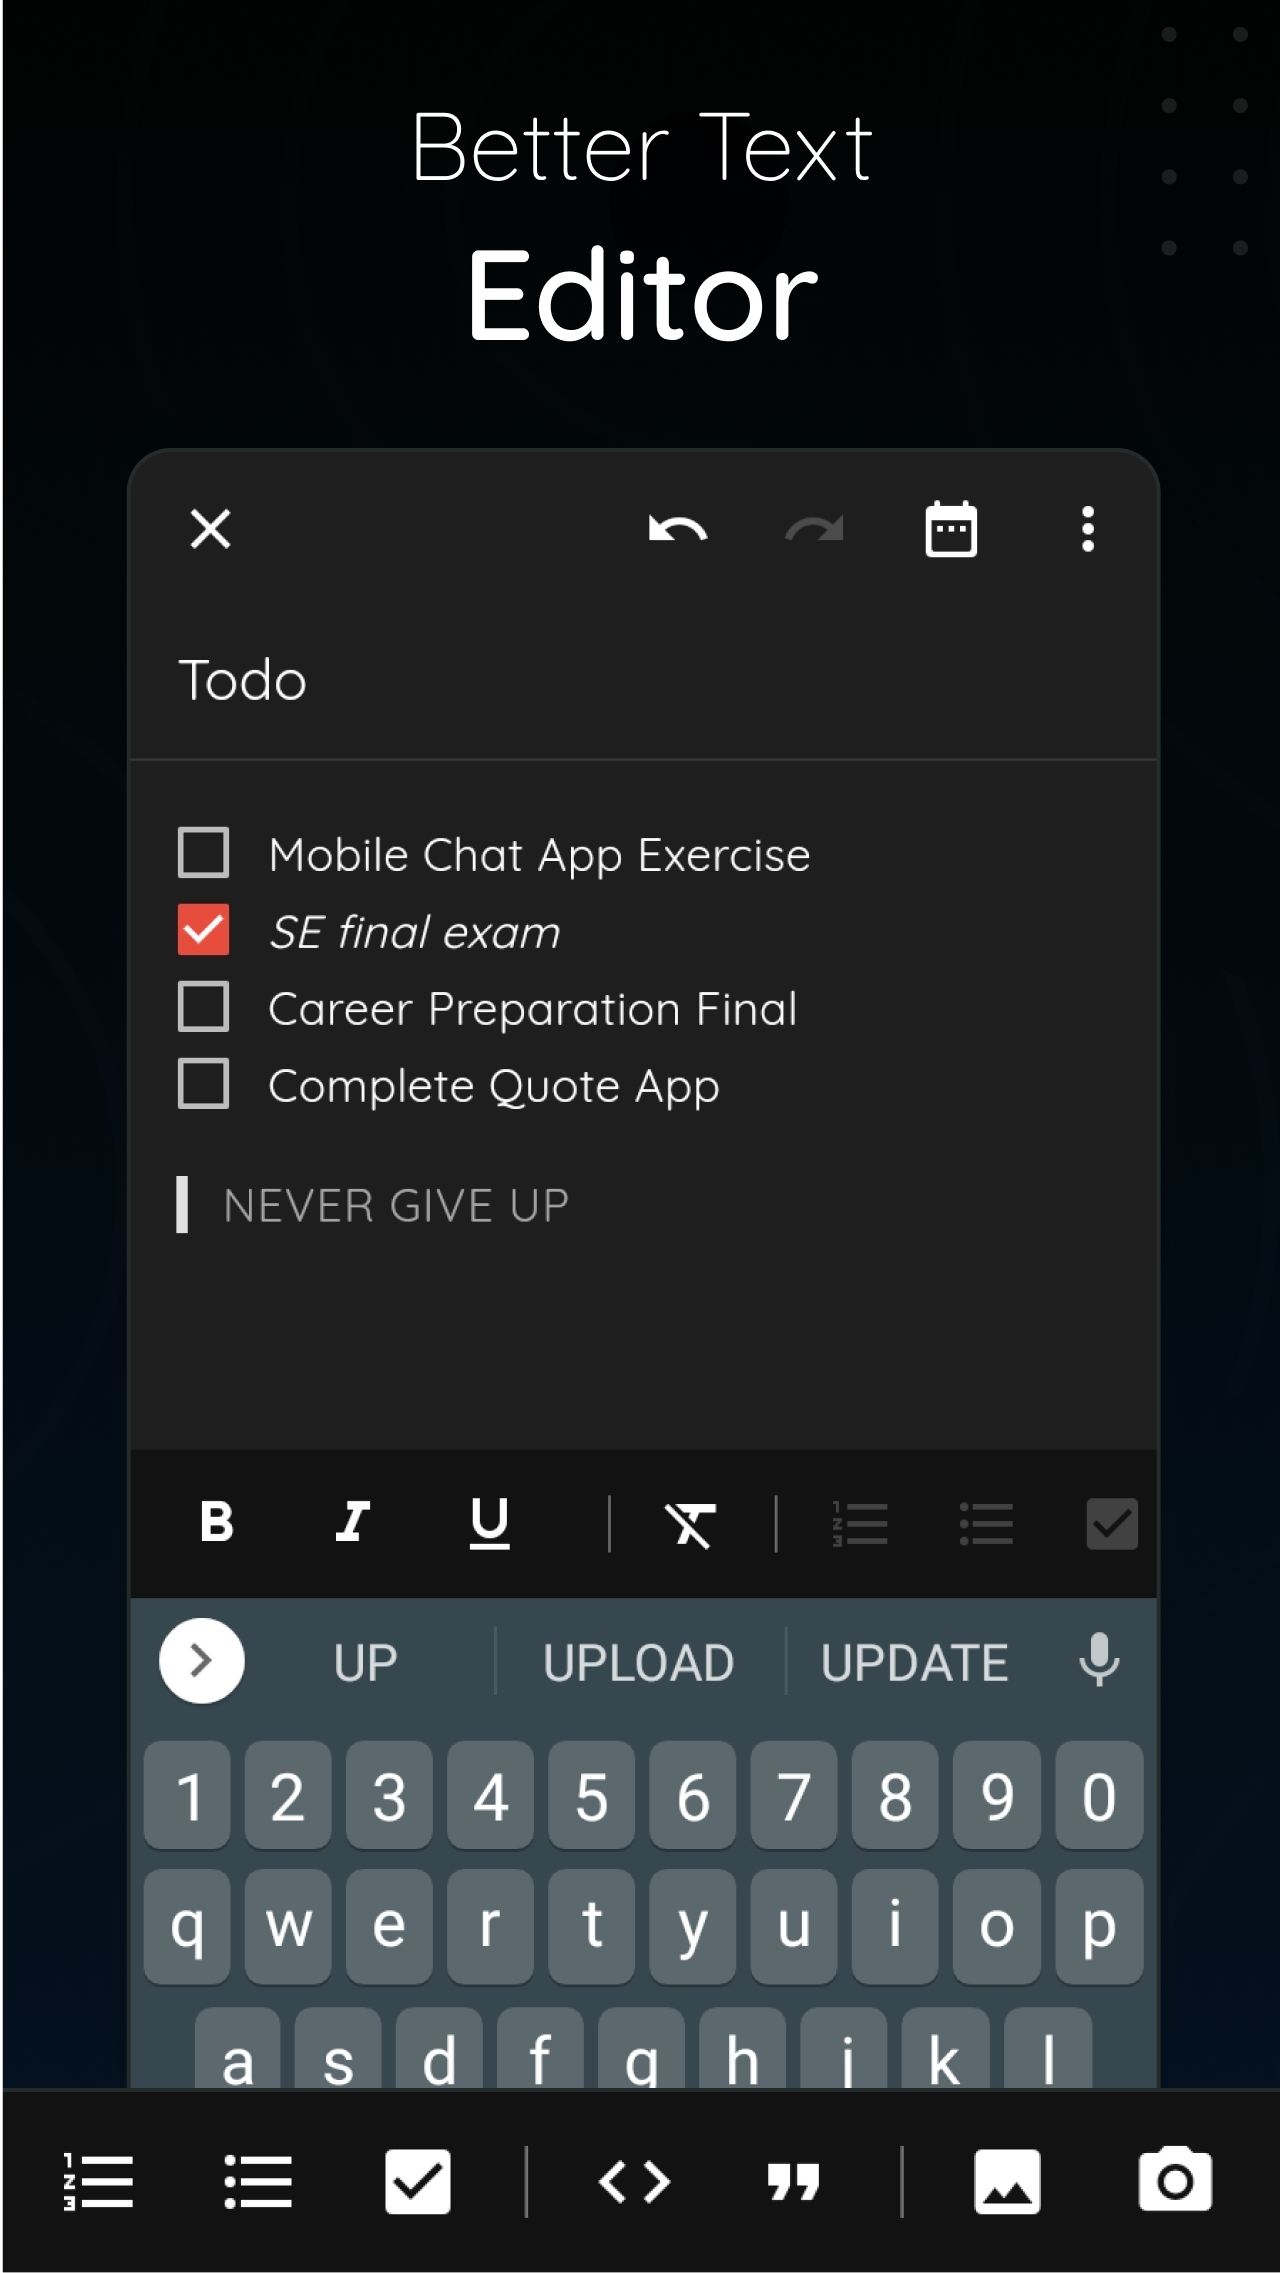 Better Text
Editor
Todo
Mobile Chat App Exercise
SE final exam
Career Preparation Final
Complete Quote App
NEVER GIVE UP
B I U
UP UPLOAD UPDATE
1 2 3 4 5 6 7 8 9 0
q w e r t y u i o p
a s d f g h j k l